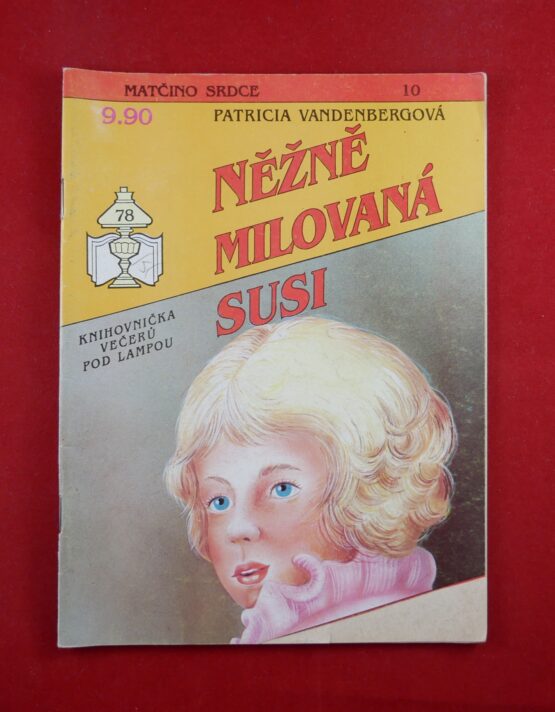 MATČINO SRDCE 10
9.90 PATRICIA VANDENBERGOVÁ
NĚŽNĚ
MILOVANÁ
SUSI
78
KNIHOVNIČKA
VEČERŮ
POD LAMPOU